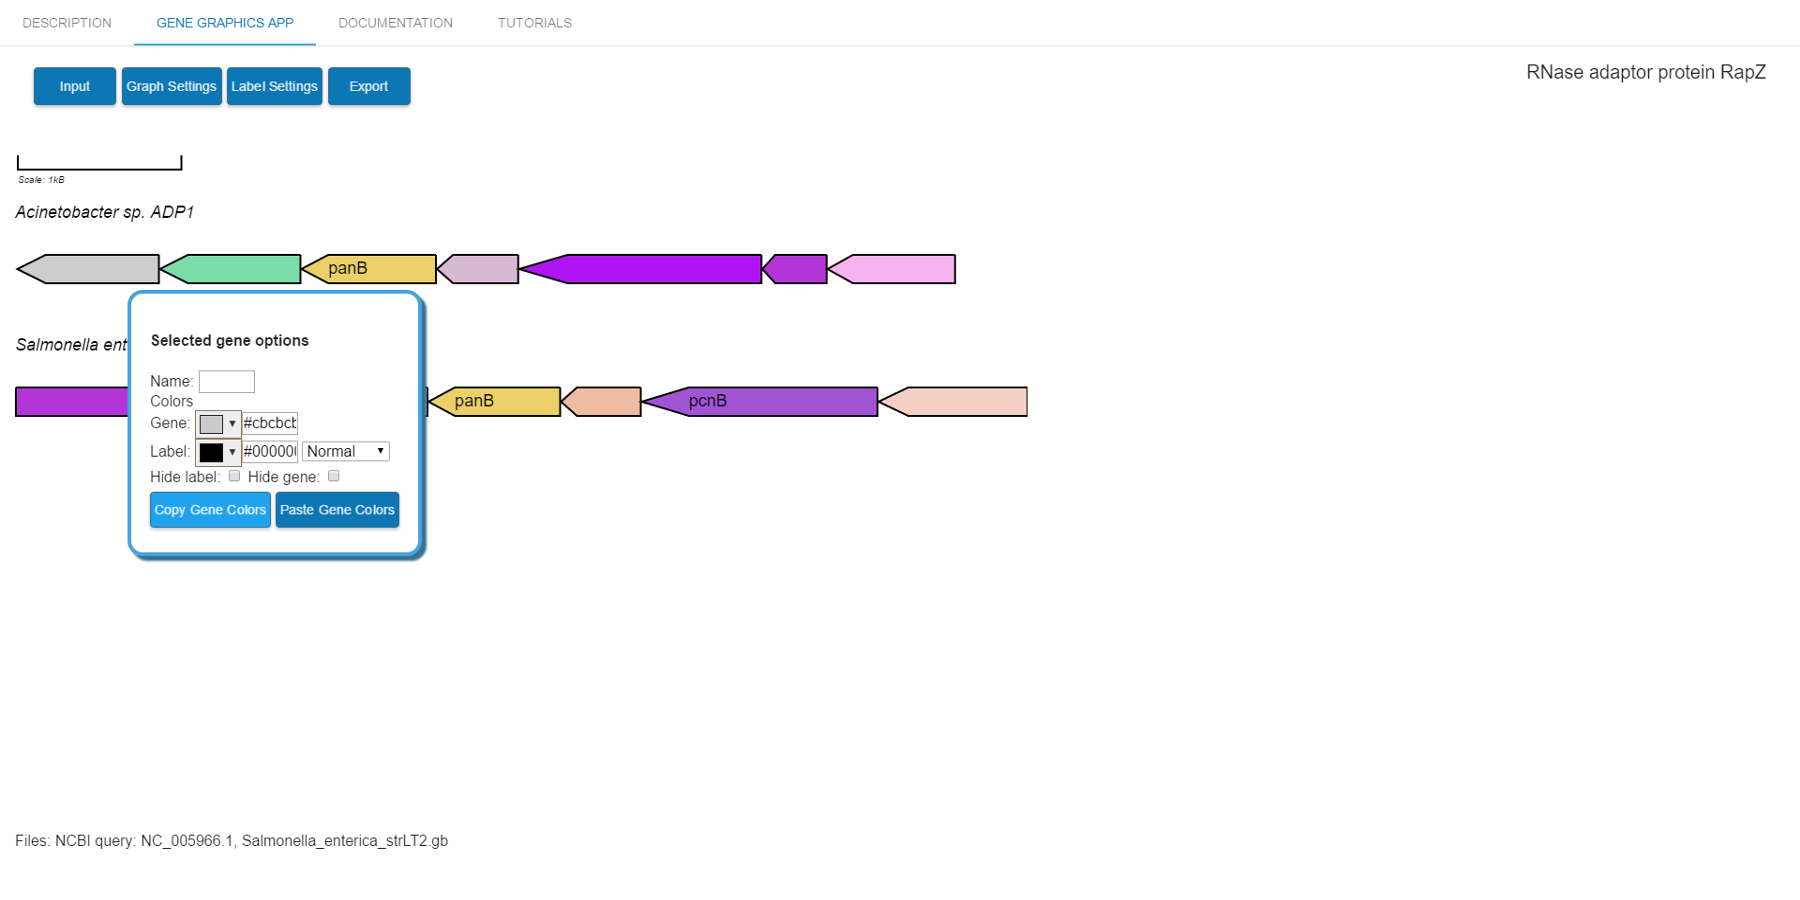 DESCRIPTION GENE GRAPHICS APP DOCUMENTATION TUTORIALS
Input Graph Settings Label Settings Export
RNase adaptor protein RapZ
Scale: 1kB
Acinetobacter sp. ADP1
panB
Salmonella ent
panB pcnB
Selected gene options
Name:
Colors
Gene: #cbcbcb
Label: #00000 Normal
Hide label: Hide gene:
Copy Gene Colors Paste Gene Colors
Files: NCBI query: NC_005966.1, Salmonella_enterica_strLT2.gb